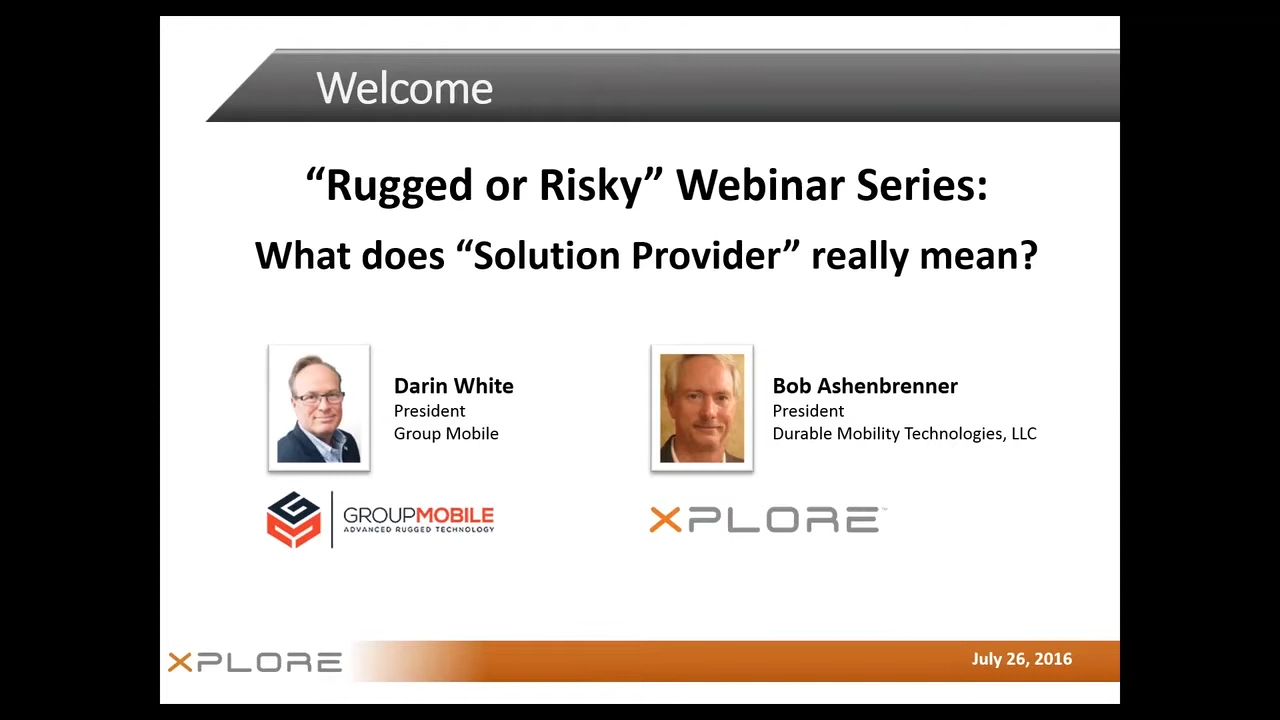 Welcome
“Rugged or Risky” Webinar Series:
What does “Solution Provider” really mean?
Darin White
President
Group Mobile
Bob Ashenbrenner
President
Durable Mobility Technologies, LLC
GROUPMOBILE
ADVANCED RUGGED TECHNOLOGY
XPLORE™
XPLORE
July 26, 2016